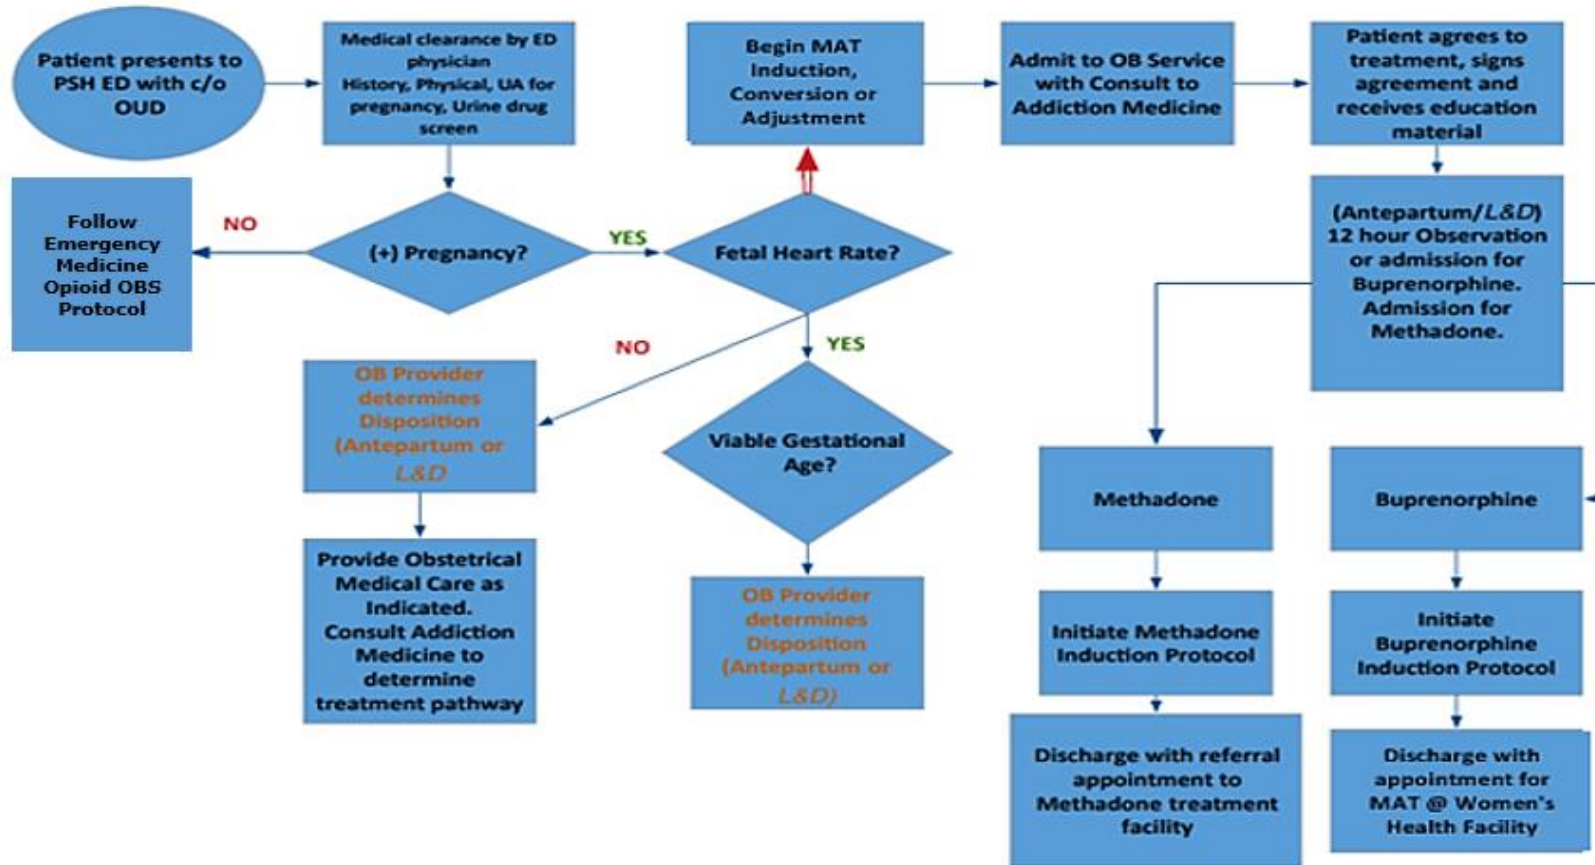 Patient presents to
PSH ED with c/o
OUD
Medical clearance by ED
physician
History, Physical, UA for
pregnancy, Urine drug
screen
Begin MAT
Induction,
Conversion or
Adjustment
Admit to OB Service
with Consult to
Addiction Medicine
Patient agrees to
treatment, signs
agreement and
receives education
material
Follow
Emergency
Medicine
Opioid OBS
Protocol
NO
(+) Pregnancy?
YES
Fetal Heart Rate?
(Antepartum/L&D)
12 hour Observation
or admission for
Buprenorphine.
Admission for
Methadone.
NO
YES
OB Provider
determines
Disposition
(Antepartum or
L&D
Viable Gestational
Age?
Methadone
Buprenorphine
Provide Obstetrical
Medical Care as
Indicated.
Consult Addiction
Medicine to
determine
treatment pathway
OB Provider
determines
Disposition
(Antepartum or
L&D)
Initiate Methadone
Induction Protocol
Initiate
Buprenorphine
Induction Protocol
Discharge with referral
appointment to
Methadone treatment
facility
Discharge with
appointment for
MAT @ Women's
Health Facility